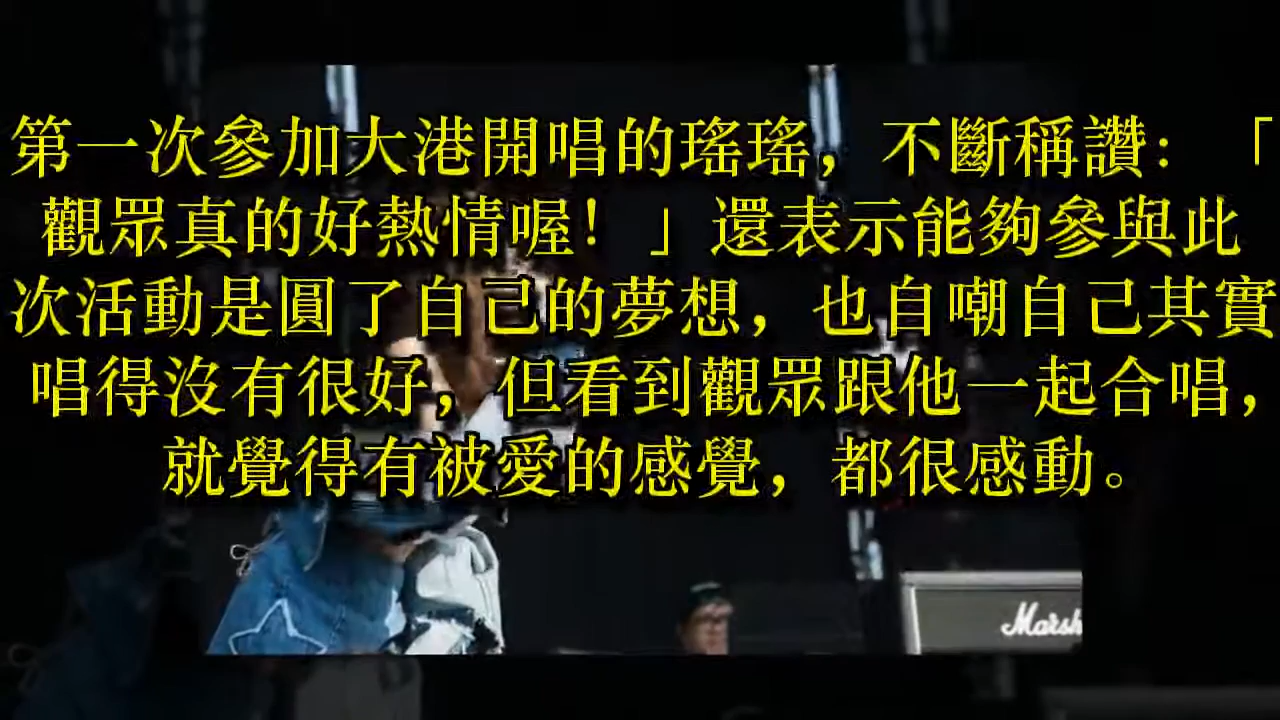 第一次參加大港開唱的瑤瑤，不斷稱讚：「
觀眾真的好熱情喔！」還表示能夠參與此
次活動是圓了自己的夢想，也自嘲自己其實
唱得沒有很好，但看到觀眾跟他一起合唱，
就覺得有被愛的感覺，都很感動。